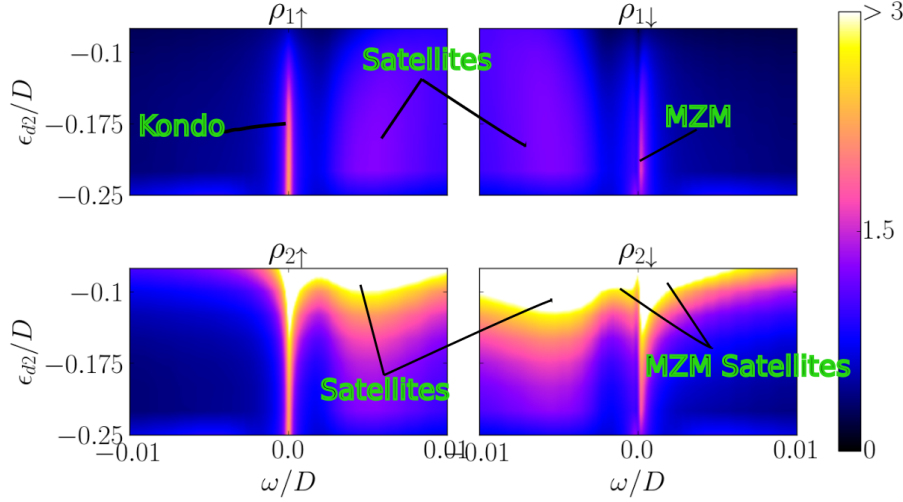 ρ1↑ ρ1↓ > 3
−0.1
Satellites
ϵd2/D
−0.175
Kondo MZM
−0.25
1.5
ρ2↑ ρ2↓
−0.1
ϵd2/D
−0.175
Satellites MZM Satellites
−0.25 0
−0.01 0.0 0.01 −0.01 0.0 0.01
ω/D ω/D